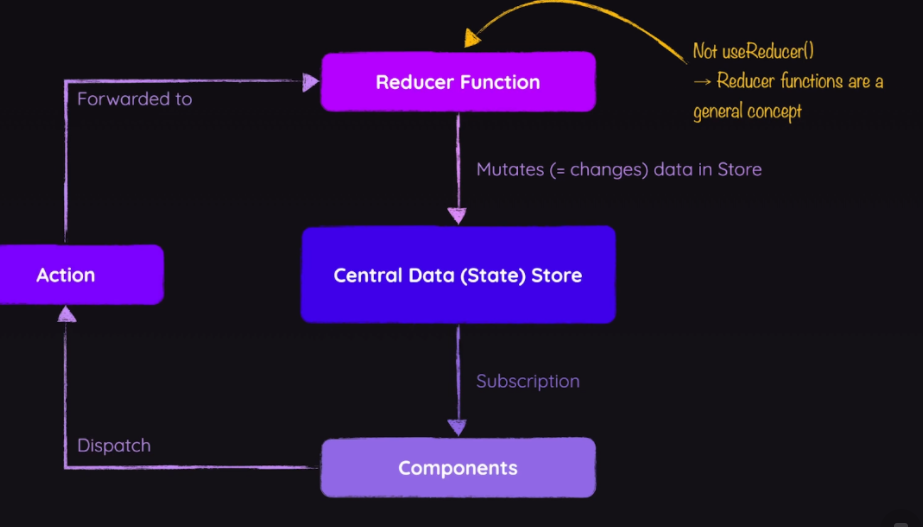 Not useReducer()
→ Reducer functions are a
general concept
Reducer Function
Forwarded to
Mutates (= changes) data in Store
Action
Central Data (State) Store
Subscription
Dispatch
Components